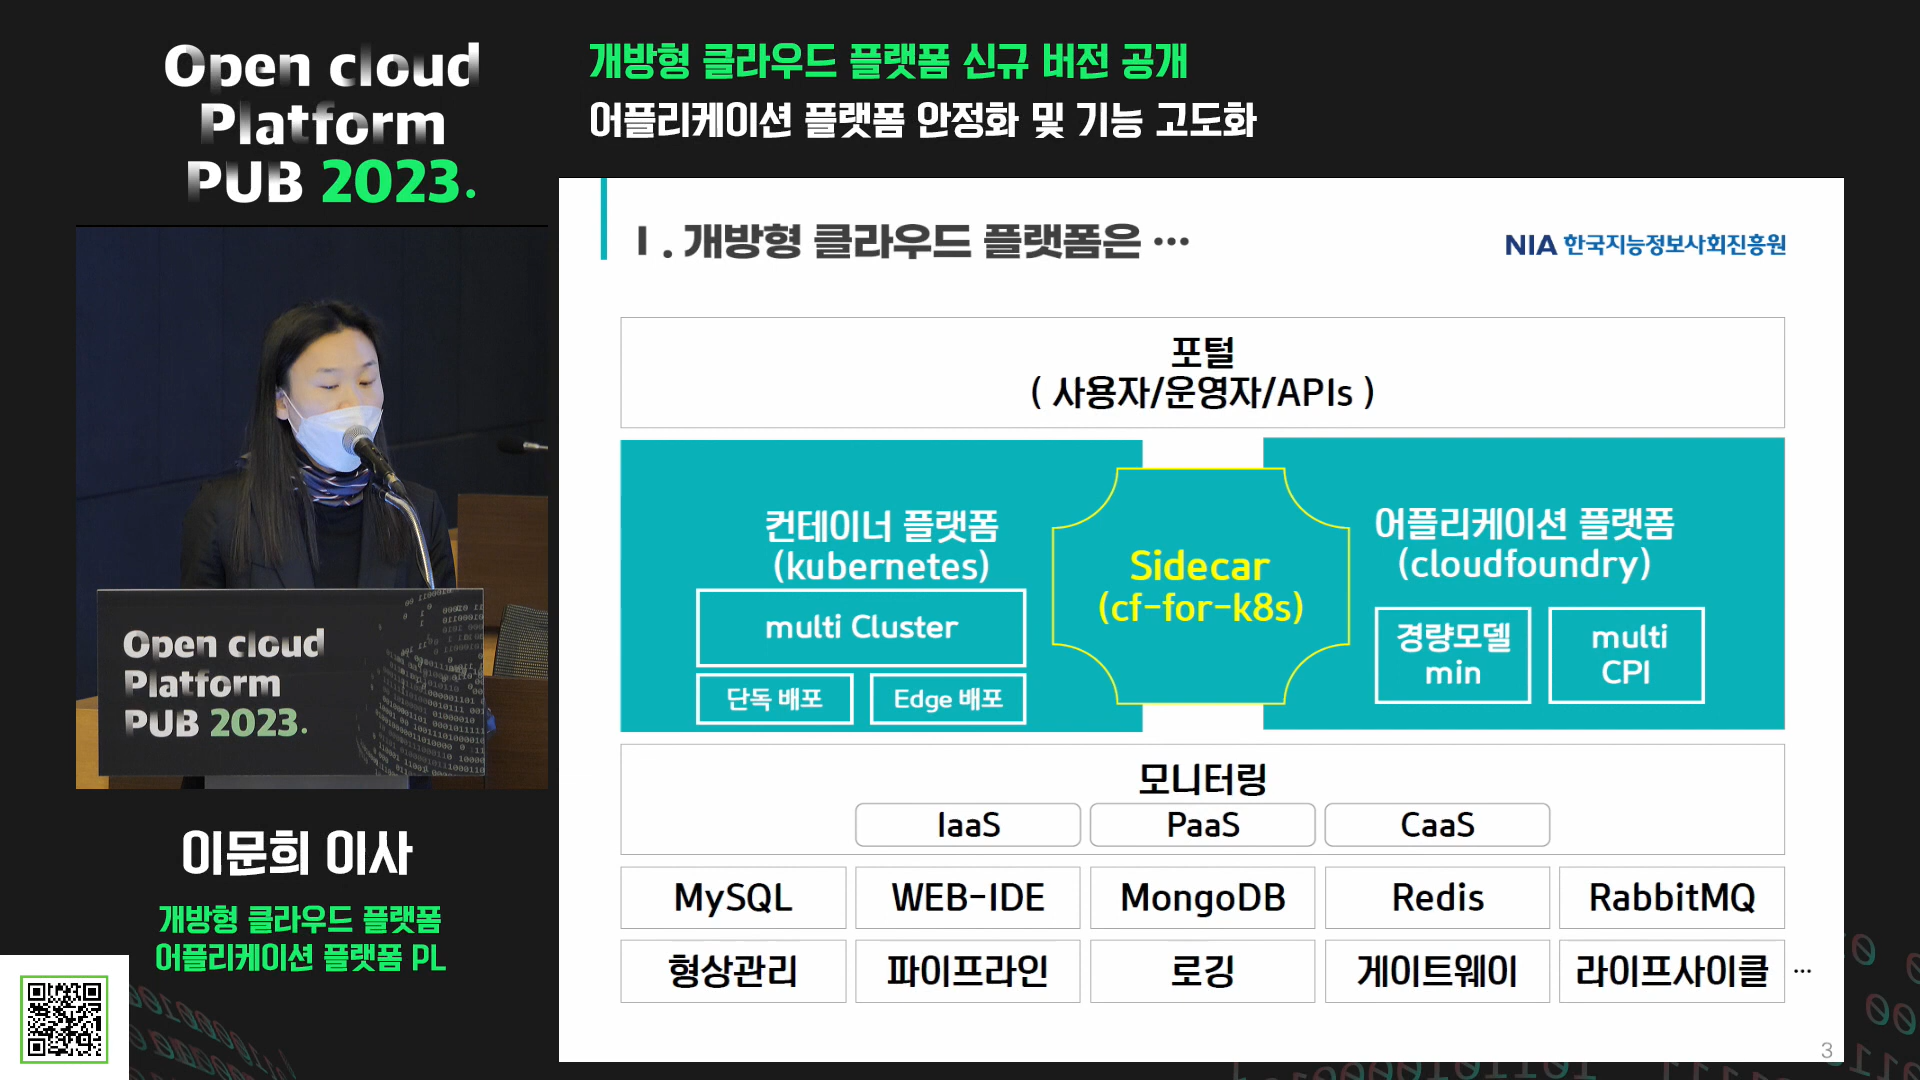 Open cloud
Platform
PUB 2023.
개방형 클라우드 플랫폼 신규 버전 공개
어플리케이션 플랫폼 안정화 및 기능 고도화
Ⅰ. 개방형 클라우드 플랫폼은 ···
NIA 한국지능정보사회진흥원
포털
( 사용자/운영자/APIs )
컨테이너 플랫폼
(kubernetes)
multi Cluster
단독 배포
Edge 배포
Sidecar
(cf-for-k8s)
어플리케이션 플랫폼
(cloudfoundry)
경량모델
min
multi
CPI
모니터링
IaaS
PaaS
CaaS
MySQL
WEB-IDE
MongoDB
Redis
RabbitMQ
형상관리
파이프라인
로깅
게이트웨이
라이프사이클
···
3
Open cloud
Platform
PUB 2023.
이문희 이사
개방형 클라우드 플랫폼
어플리케이션 플랫폼 PL